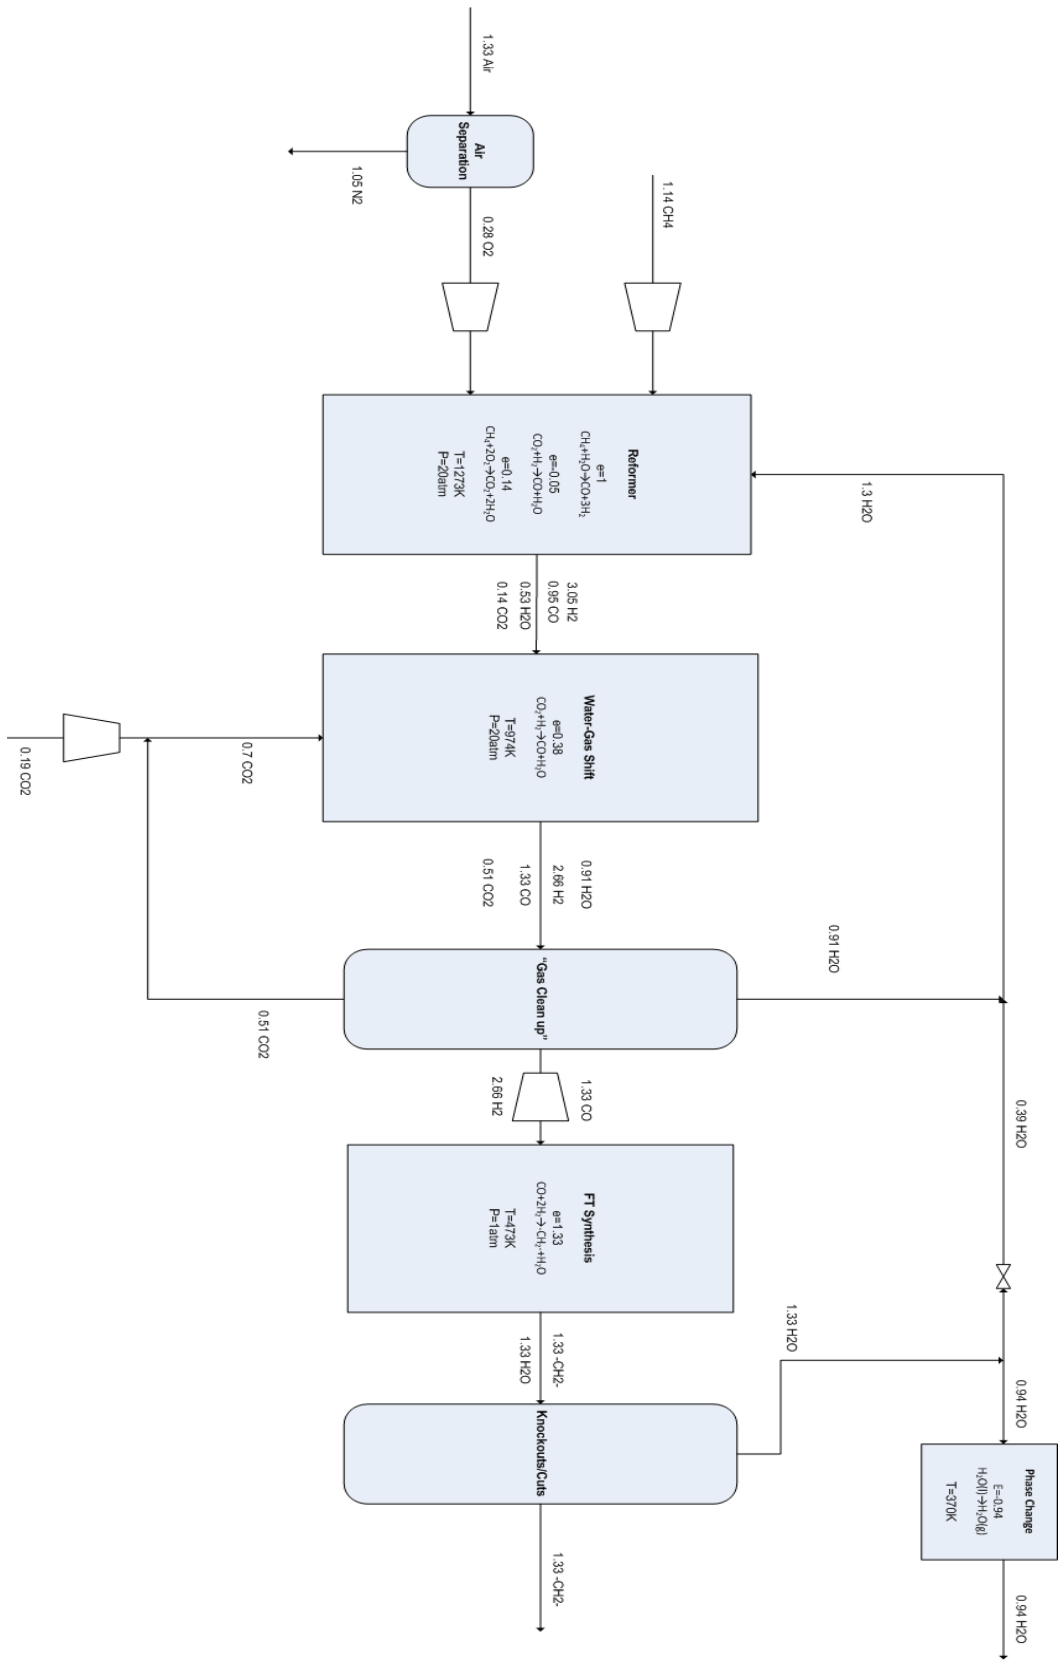 1.33 Air
Air
Separation
1.05 N2
0.28 O2
1.14 CH4
Reformer
e=1
CH₄+H₂O→CO+3H₂
e=-0.05
CO₂+H₂→CO+H₂O
e=0.14
CH₄+2O₂→CO₂+2H₂O
T=1273K
P=20atm
1.3 H2O
3.05 H2
0.95 CO
0.53 H2O
0.14 CO2
Water-Gas Shift
e=0.38
CO₂+H₂→CO+H₂O
T=974K
P=20atm
0.19 CO2
0.7 CO2
0.91 H2O
2.66 H2
1.33 CO
0.51 CO2
"Gas Clean up"
0.91 H2O
0.51 CO2
1.33 CO
2.66 H2
0.39 H2O
FT Synthesis
e=1.33
CO+2H₂→-CH₂-+H₂O
T=473K
P=1atm
1.33 -CH2-
1.33 H2O
1.33 H2O
Knockouts/Cuts
1.33 -CH2-
0.94 H2O
Phase Change
E=-0.94
H₂O(l)→H₂O(g)
T=370K
0.94 H2O